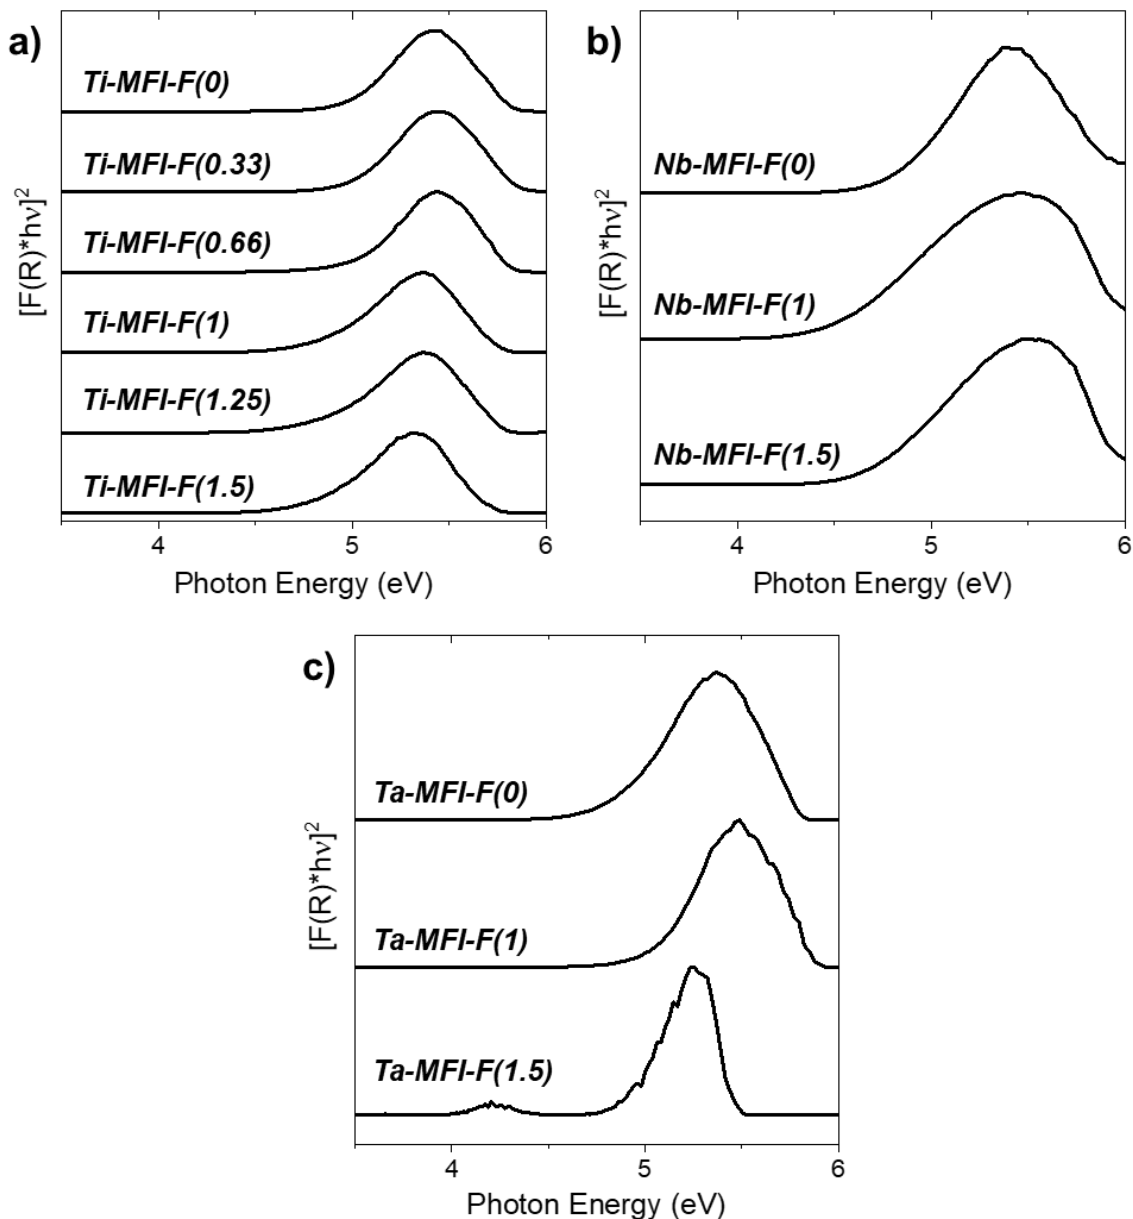 a)
Ti-MFI-F(0)
Ti-MFI-F(0.33)
Ti-MFI-F(0.66)
Ti-MFI-F(1)
Ti-MFI-F(1.25)
Ti-MFI-F(1.5)
[F(R)*hν]²
4 5 6
Photon Energy (eV)
b)
Nb-MFI-F(0)
Nb-MFI-F(1)
Nb-MFI-F(1.5)
[F(R)*hν]²
4 5 6
Photon Energy (eV)
c)
Ta-MFI-F(0)
Ta-MFI-F(1)
Ta-MFI-F(1.5)
[F(R)*hν]²
4 5 6
Photon Energy (eV)